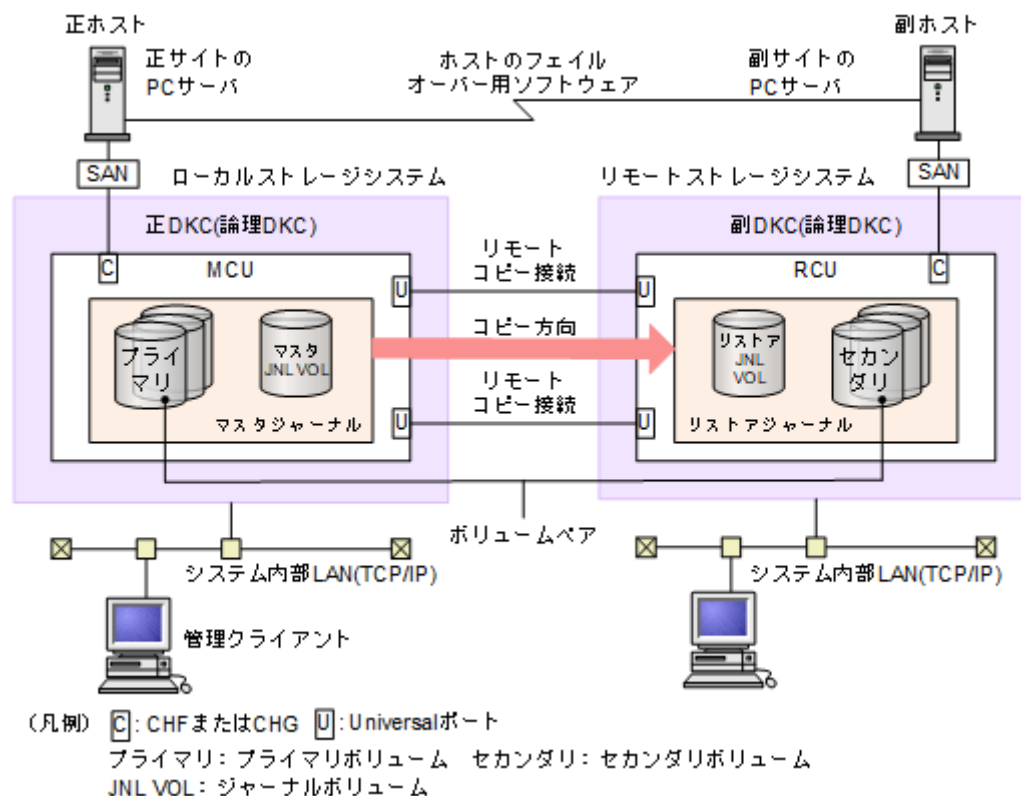 正ホスト
副ホスト
正サイトの
PCサーバ
ホストのフェイル
オーバー用ソフトウェア
副サイトの
PCサーバ
SAN
SAN
ローカルストレージシステム
リモートストレージシステム
正DKC(論理DKC)
副DKC(論理DKC)
C
MCU
リモート
コピー接続
RCU
C
U
U
コピー方向
プライ
マリ
マスタ
JNL VOL
リストア
JNL
VOL
セカン
ダリ
リモート
コピー接続
マスタジャーナル
U
U
リストアジャーナル
ボリュームペア
システム内部LAN(TCP/IP)
システム内部LAN(TCP/IP)
管理クライアント
(凡例) C:CHFまたはCHG U:Universalポート
プライマリ:プライマリボリューム セカンダリ:セカンダリボリューム
JNL VOL:ジャーナルボリューム